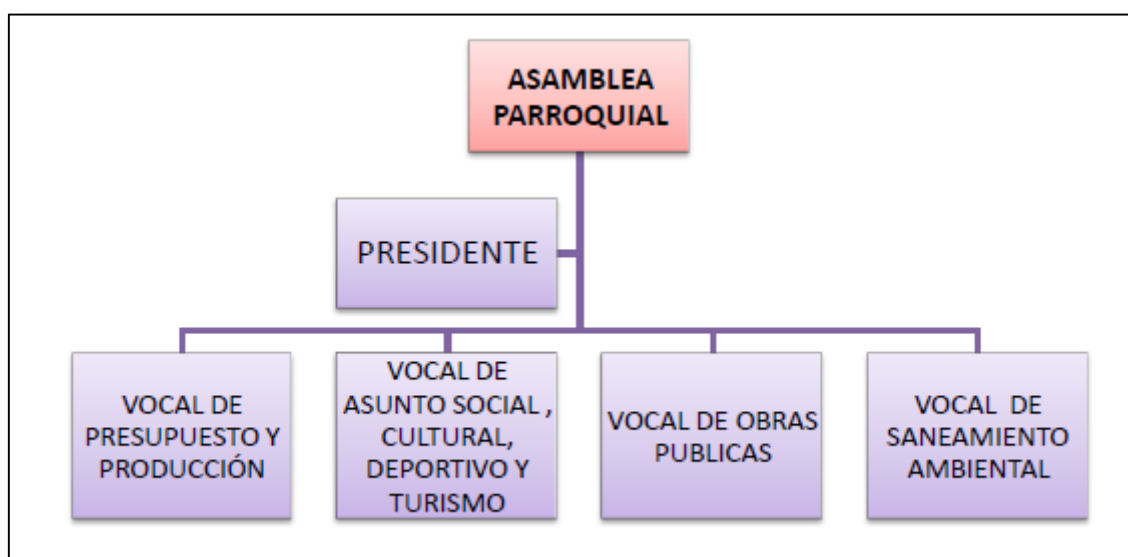 ASAMBLEA
PARROQUIAL
PRESIDENTE
VOCAL DE
PRESUPUESTO Y
PRODUCCIÓN
VOCAL DE
ASUNTO SOCIAL ,
CULTURAL,
DEPORTIVO Y
TURISMO
VOCAL DE OBRAS
PUBLICAS
VOCAL DE
SANEAMIENTO
AMBIENTAL